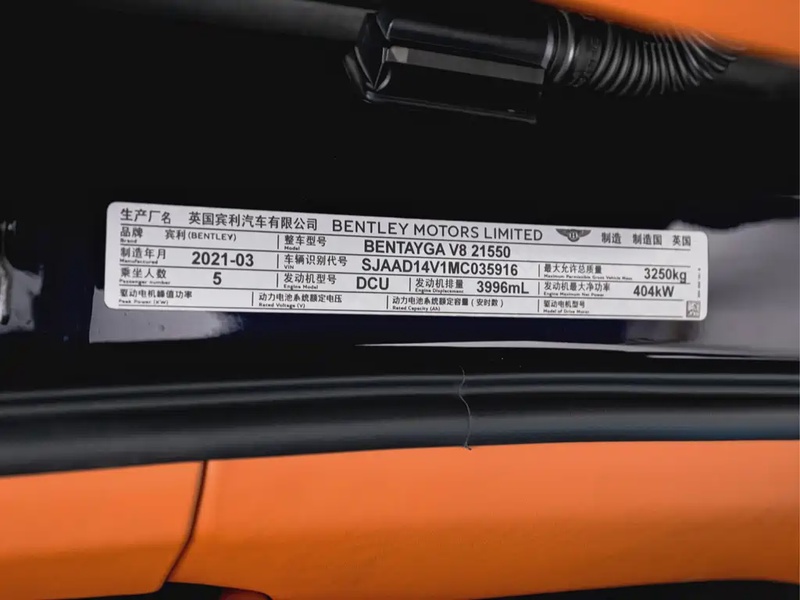 生产厂名 英国宾利汽车有限公司 BENTLEY MOTORS LIMITED 制造 制造国 英国
品牌 Brand 宾利(BENTLEY) 整车型号 Model BENTAYGA V8 21550
制造年月 Manufactured 2021-03 车辆识别代号 VIN SJAAD14V1MC035916 最大允许总质量 Maximum Permissible Gross Vehicle Mass 3250kg
乘坐人数 Passenger number 5 发动机型号 Engine Model DCU 发动机排量 Engine Displacement 3996mL 发动机最大净功率 Maximum Net Power 404kW
驱动电机峰值功率 Peak Power (KW) 动力电池系统额定电压 Rated Voltage (V) 动力电池系统额定容量(安时数) Rated Capacity (Ah) 驱动电机型号 Model of Drive Motor